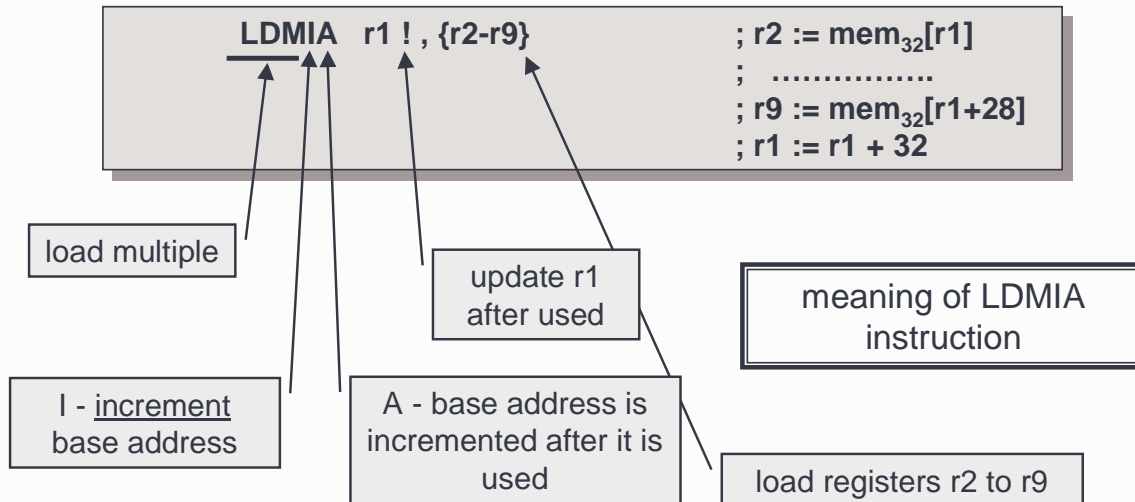 LDMIA r1 ! , {r2-r9} ; r2 := mem32[r1]
; …………….
; r9 := mem32[r1+28]
; r1 := r1 + 32
load multiple
update r1
after used
meaning of LDMIA
instruction
I - increment
base address
A - base address is
incremented after it is
used
load registers r2 to r9